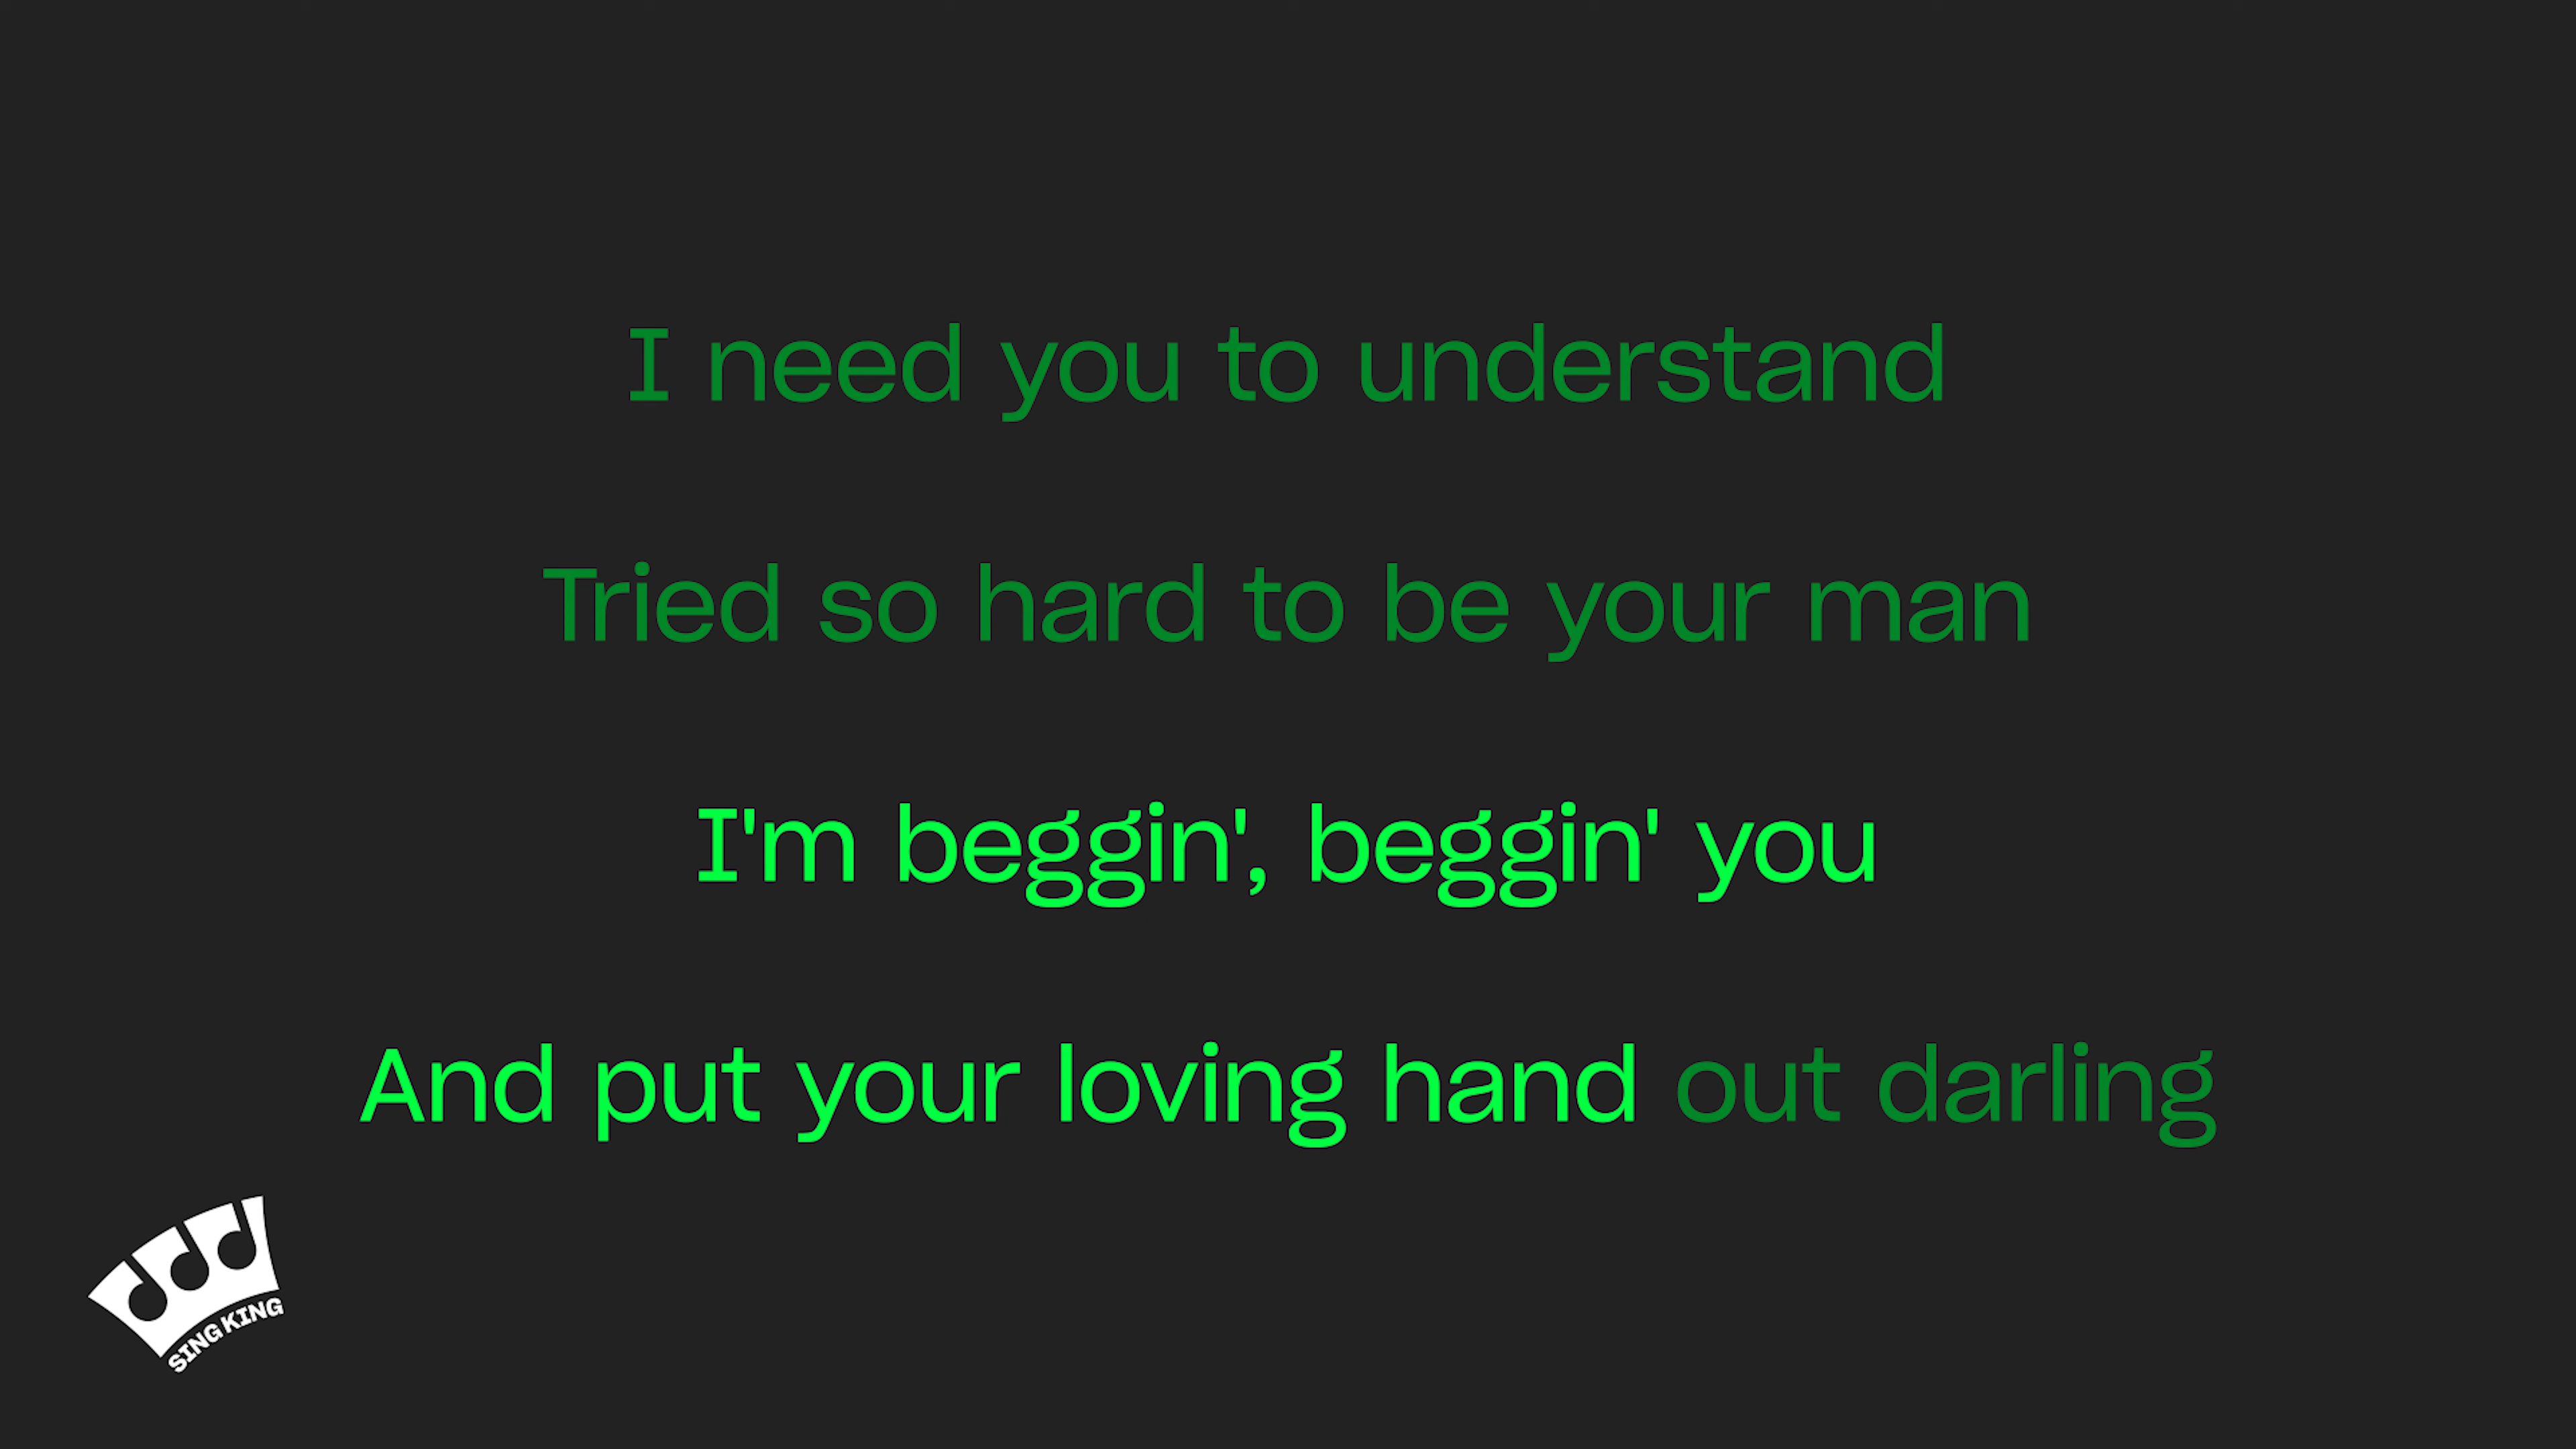 I need you to understand
Tried so hard to be your man
I'm beggin', beggin' you
And put your loving hand out darling
SING KING